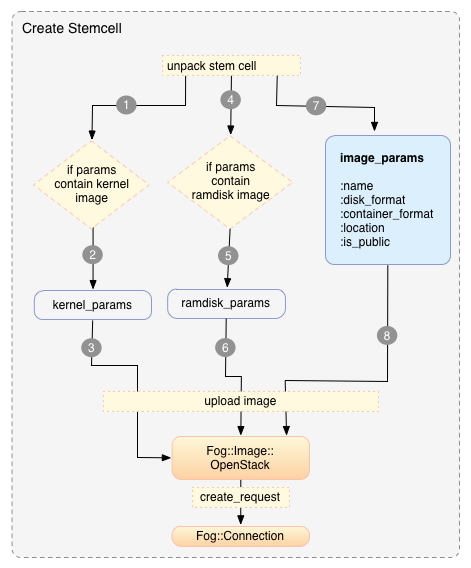 Create Stemcell
unpack stem cell
1
4
7
if params
contain kernel
image
if params
contain
ramdisk image
image_params
:name
:disk_format
:container_format
:location
:is_public
2
5
kernel_params
ramdisk_params
3
6
8
upload image
Fog::Image::
OpenStack
create_request
Fog::Connection